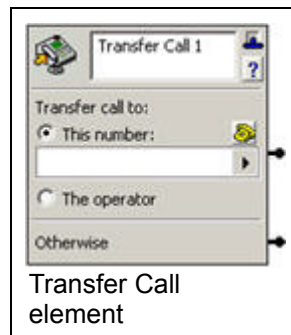 Transfer Call 1
?
Transfer call to:
This number:
The operator
Otherwise
Transfer Call
element